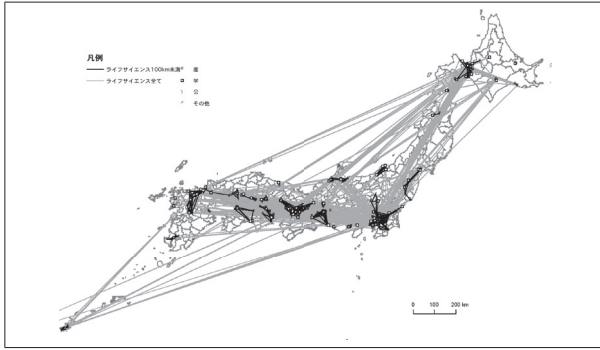 凡例
ライフサイエンス100km未満 産
ライフサイエンス全て 学
公
その他
0 100 200 km